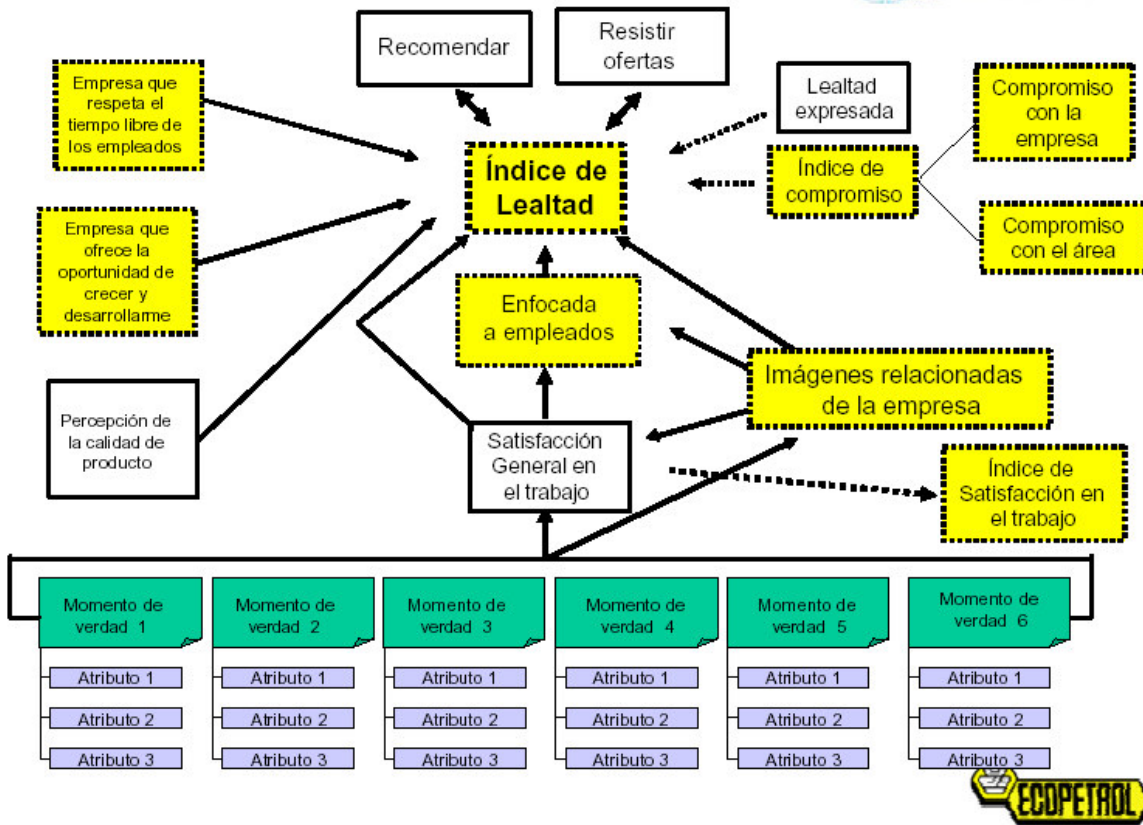 Recomendar
Resistir
ofertas
Empresa que
respeta el
tiempo libre de
los empleados
Lealtad
expresada
Compromiso
con la
empresa
Índice de
Lealtad
Índice de
compromiso
Empresa que
ofrece la
oportunidad de
crecer y
desarrollarme
Compromiso
con el área
Enfocada
a empleados
Imágenes relacionadas
de la empresa
Percepción de
la calidad de
producto
Satisfacción
General en
el trabajo
Índice de
Satisfacción en
el trabajo
Momento de
verdad 1
Momento de
verdad 2
Momento de
verdad 3
Momento de
verdad 4
Momento de
verdad 5
Momento de
verdad 6
Atributo 1
Atributo 1
Atributo 1
Atributo 1
Atributo 1
Atributo 1
Atributo 2
Atributo 2
Atributo 2
Atributo 2
Atributo 2
Atributo 2
Atributo 3
Atributo 3
Atributo 3
Atributo 3
Atributo 3
Atributo 3
ECOPETROL